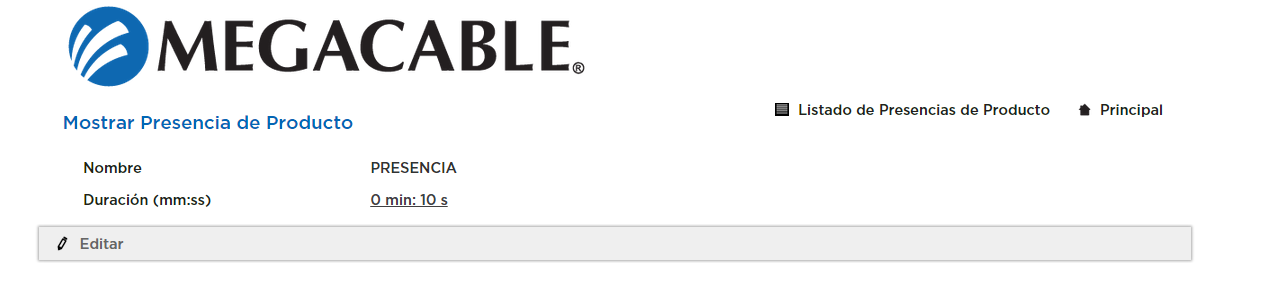 MEGACABLE®
Listado de Presencias de Producto Principal
Mostrar Presencia de Producto
Nombre PRESENCIA
Duración (mm:ss) 0 min: 10 s
Editar